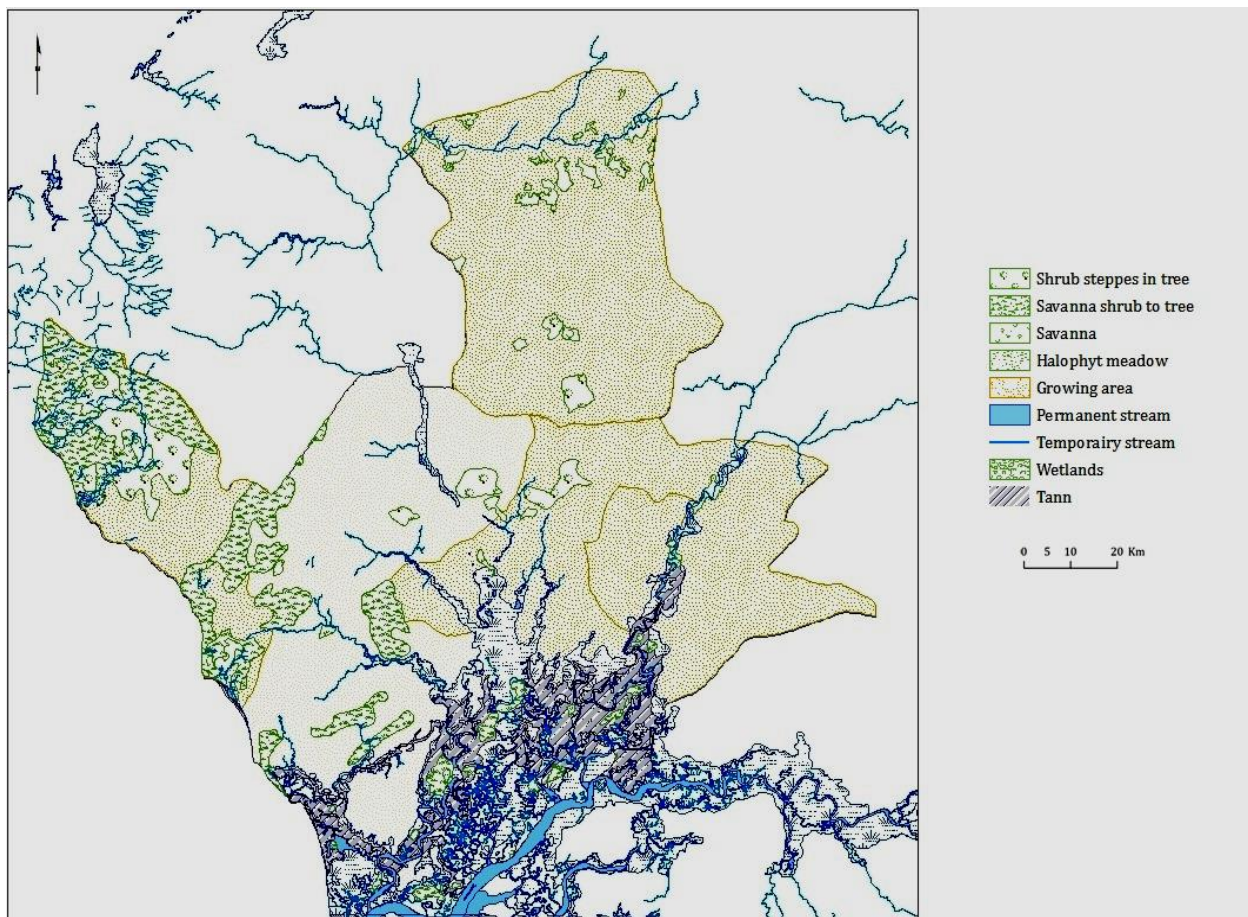 Shrub steppes in tree
Savanna shrub to tree
Savanna
Halophyt meadow
Growing area
Permanent stream
Temporairy stream
Wetlands
Tann
0 5 10 20 Km